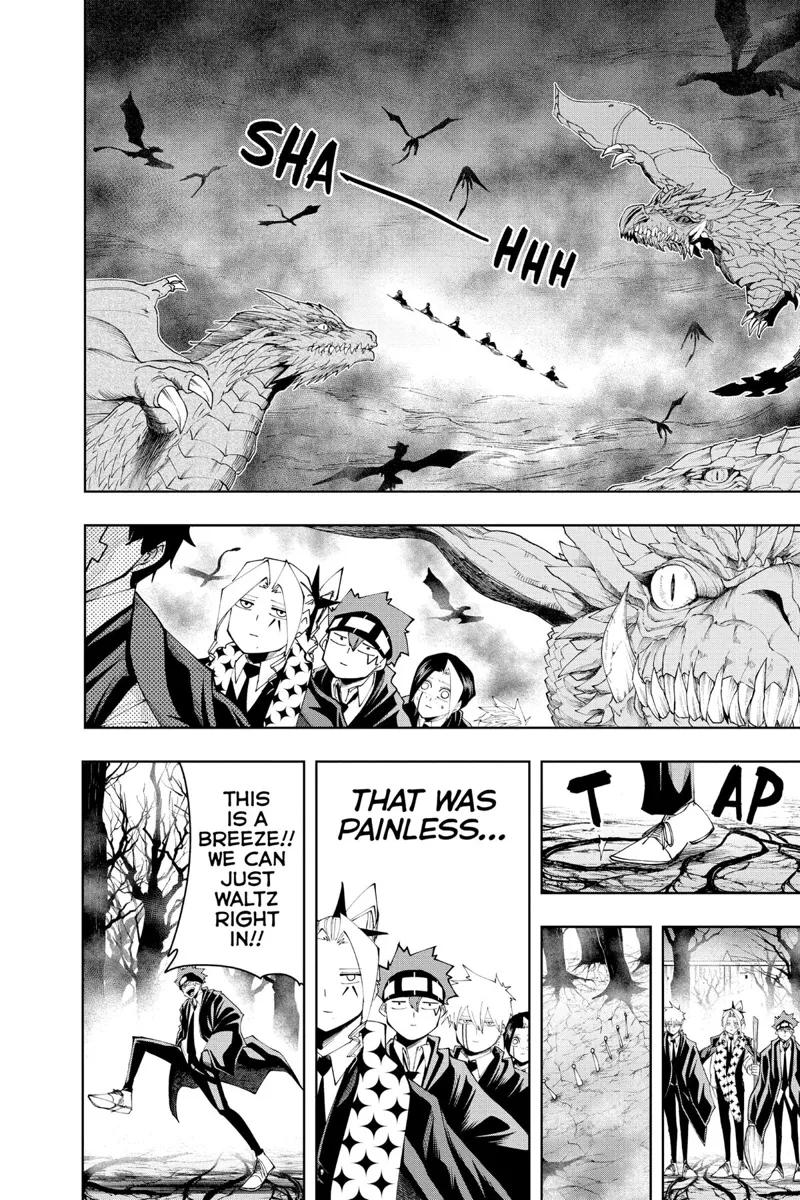 SHA
HHH
T AP
THAT WAS
PAINLESS...
THIS
IS A
BREEZE!!
WE CAN
JUST
WALTZ
RIGHT
IN!!